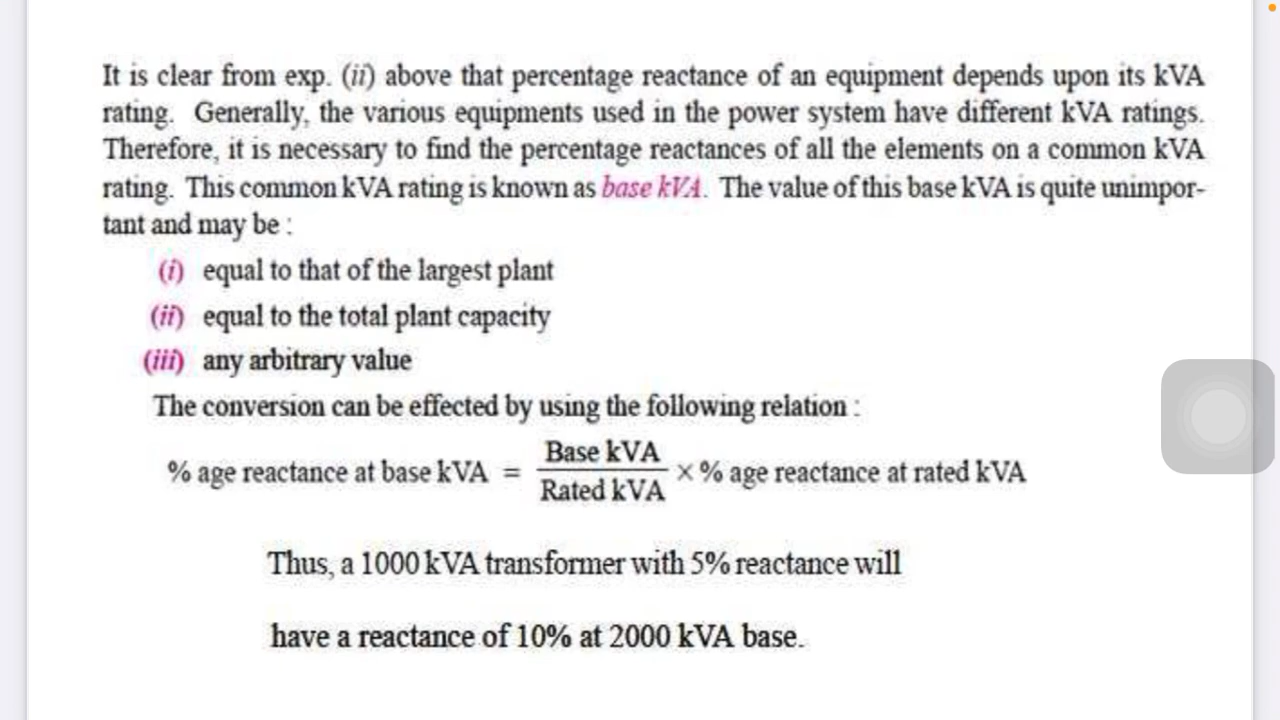 It is clear from exp. (ii) above that percentage reactance of an equipment depends upon its kVA
rating. Generally, the various equipments used in the power system have different kVA ratings.
Therefore, it is necessary to find the percentage reactances of all the elements on a common kVA
rating. This common kVA rating is known as base kVA. The value of this base kVA is quite unimpor-
tant and may be :
(i) equal to that of the largest plant
(ii) equal to the total plant capacity
(iii) any arbitrary value
The conversion can be effected by using the following relation :
% age reactance at base kVA = Base kVA / Rated kVA × % age reactance at rated kVA
Thus, a 1000 kVA transformer with 5% reactance will
have a reactance of 10% at 2000 kVA base.